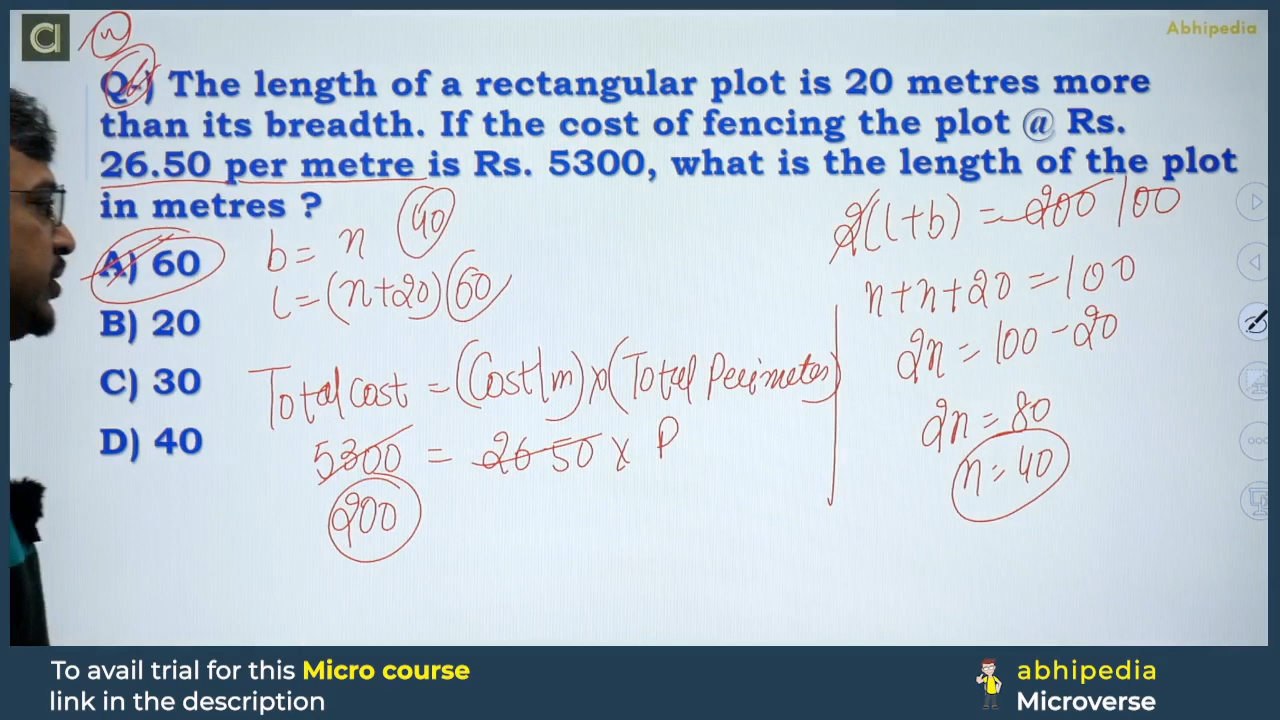 Abhipedia
Q.) The length of a rectangular plot is 20 metres more
than its breadth. If the cost of fencing the plot @ Rs.
26.50 per metre is Rs. 5300, what is the length of the plot
in metres ?
A) 60
B) 20
C) 30
D) 40
b = n 40
l = (n+20) 60
Total Cost = (Cost/m) x (Total Perimeter)
5300 = 26 50 x P
200
2(l+b) = 200 100
n+n+20 = 100
2n = 100 - 20
2n = 80
n = 40
To avail trial for this Micro course
link in the description
abhipedia
Microverse